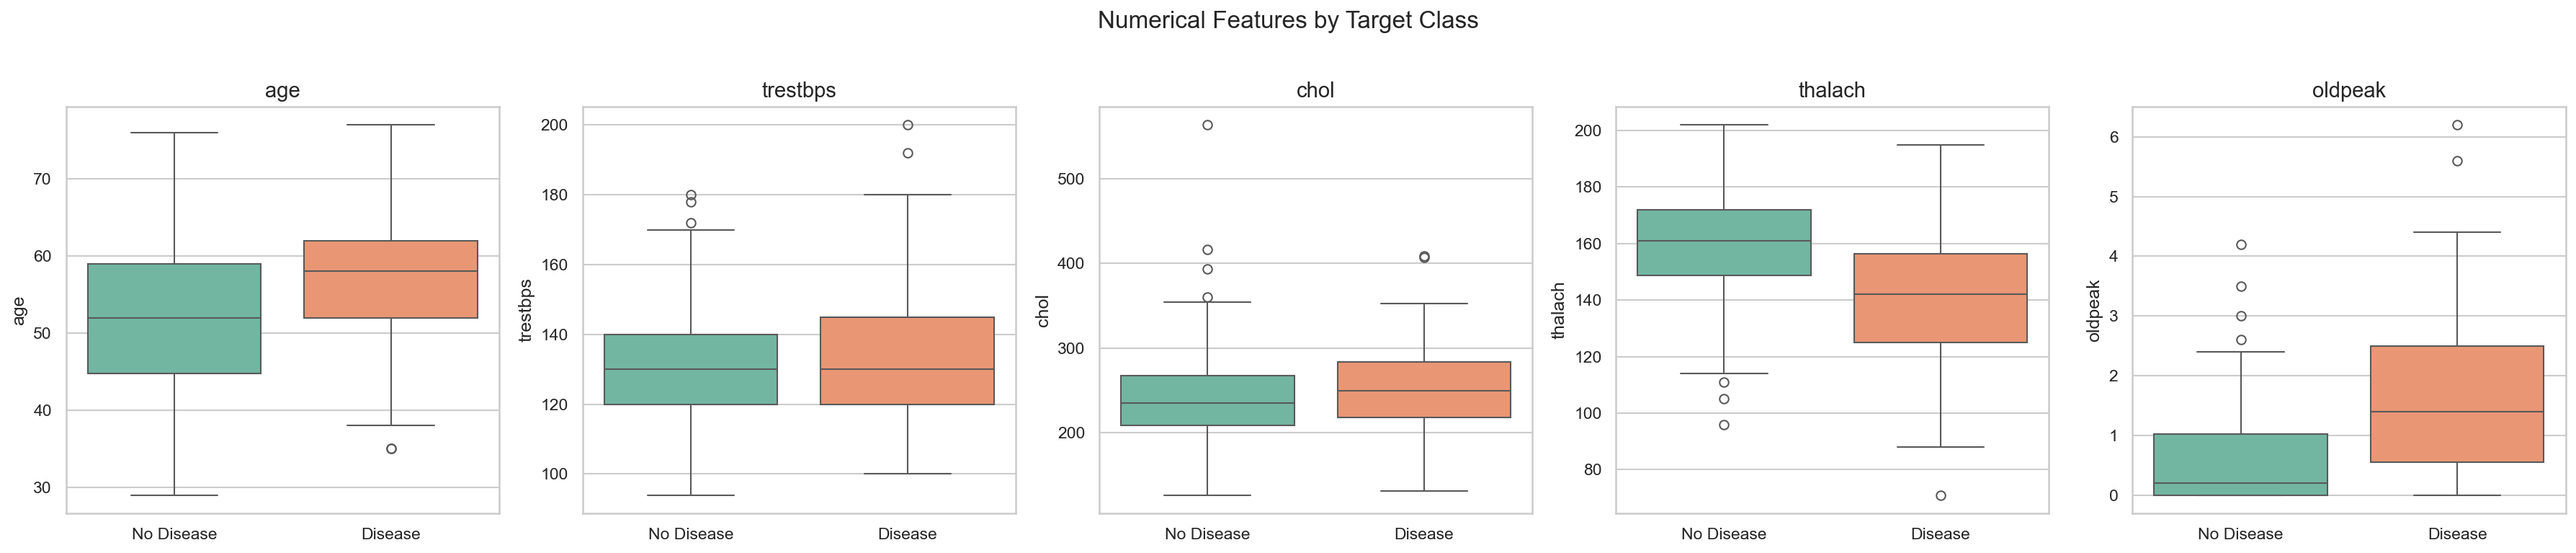 Numerical Features by Target Class
age
age
70
60
50
40
30
No Disease Disease
trestbps
trestbps
200
180
160
140
120
100
No Disease Disease
chol
chol
500
400
300
200
No Disease Disease
thalach
thalach
200
180
160
140
120
100
80
No Disease Disease
oldpeak
oldpeak
6
5
4
3
2
1
0
No Disease Disease